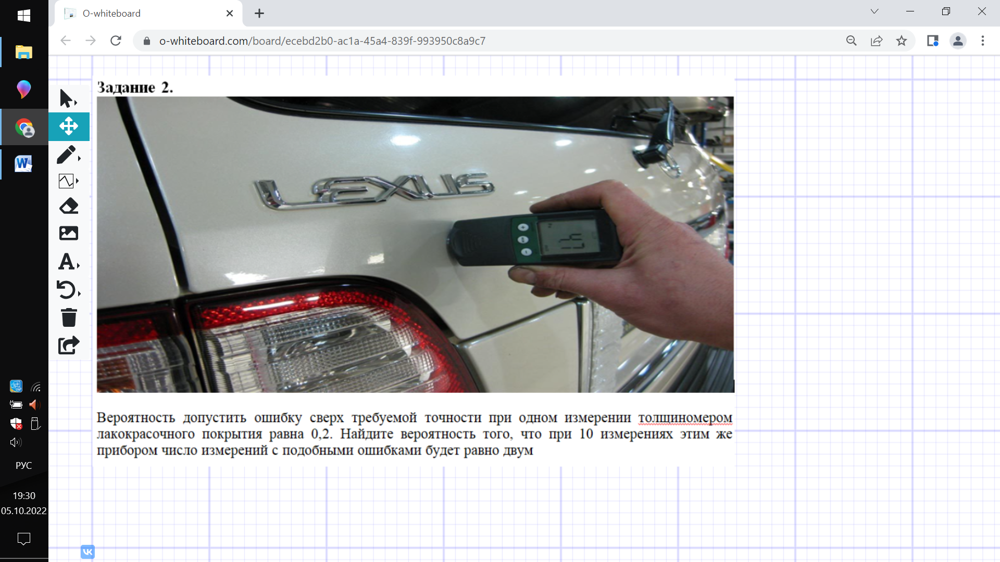 O-whiteboard
o-whiteboard.com/board/ecebd2b0-ac1a-45a4-839f-993950c8a9c7
Задание 2.
LEXUS
Вероятность допустить ошибку сверх требуемой точности при одном измерении толщиномером
лакокрасочного покрытия равна 0,2. Найдите вероятность того, что при 10 измерениях этим же
прибором число измерений с подобными ошибками будет равно двум
РУС
19:30
05.10.2022